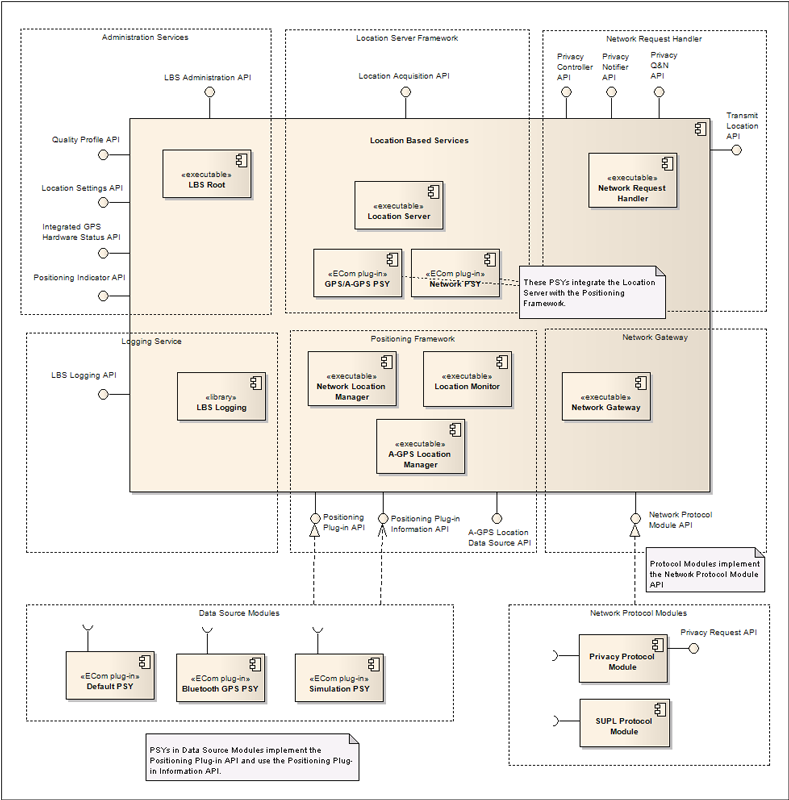 Administration Services
Location Server Framework
Network Request Handler
LBS Administration API
Location Acquisition API
Privacy
Controller
API
Privacy
Notifier
API
Privacy
Q&N
API
Transmit
Location
API
Quality Profile API
Location Settings API
Integrated GPS
Hardware Status API
Positioning Indicator API
Location Based Services
«executable»
LBS Root
«executable»
Location Server
«executable»
Network Request
Handler
«ECom plug-in»
GPS/A-GPS PSY
«ECom plug-in»
Network PSY
These PSYs integrate the Location
Server with the Positioning
Framework.
Logging Service
Positioning Framework
Network Gateway
LBS Logging API
«library»
LBS Logging
«executable»
Network Location
Manager
«executable»
Location Monitor
«executable»
A-GPS Location
Manager
«executable»
Network Gateway
Positioning
Plug-in API
Positioning Plug-in
Information API
A-GPS Location
Data Source API
Network Protocol
Module API
Protocol Modules implement
the Network Protocol Module
API
Data Source Modules
«ECom plug-in»
Default PSY
«ECom plug-in»
Bluetooth GPS PSY
«ECom plug-in»
Simulation PSY
Network Protocol Modules
Privacy Request API
Privacy Protocol
Module
SUPL Protocol
Module
PSYs in Data Source Modules implement the
Positioning Plug-in API and use the Positioning Plug-
in Information API.